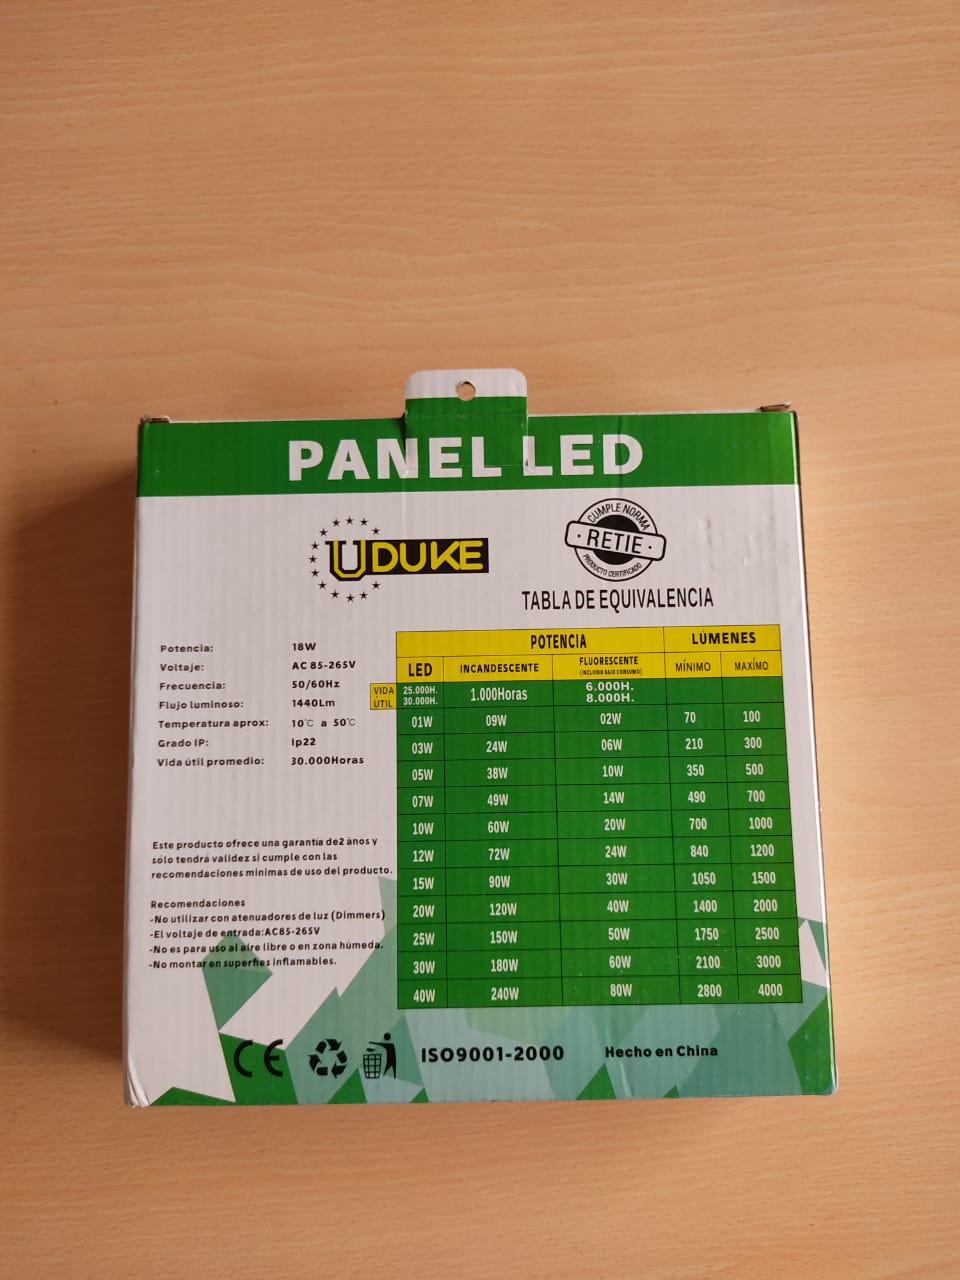 PANEL LED
UDUKE
CUMPLE NORMA
RETIE
PRODUCTO CERTIFICADO
TABLA DE EQUIVALENCIA
Potencia: 18W
Voltaje: AC 85-265V
Frecuencia: 50/60Hz
Flujo luminoso: 1440Lm
Temperatura aprox: 10°C a 50°C
Grado IP: Ip22
Vida útil promedio: 30.000Horas
Este producto ofrece una garantía de2 años y
sólo tendrá validez si cumple con las
recomendaciones mínimas de uso del producto.
Recomendaciones
-No utilizar con atenuadores de luz (Dimmers)
-El voltaje de entrada:AC85-265V
-No es para uso al aire libre o en zona húmeda.
-No montar en superfies inflamables.
POTENCIA LÚMENES
LED INCANDESCENTE FLUORESCENTE MÍNIMO MAXÍMO
(INCLUIDO BAJO CONSUMO)
VIDA 25.000H. 1.000Horas 6.000H.
ÚTIL 30.000H. 8.000H.
01W 09W 02W 70 100
03W 24W 06W 210 300
05W 38W 10W 350 500
07W 49W 14W 490 700
10W 60W 20W 700 1000
12W 72W 24W 840 1200
15W 90W 30W 1050 1500
20W 120W 40W 1400 2000
25W 150W 50W 1750 2500
30W 180W 60W 2100 3000
40W 240W 80W 2800 4000
CE ISO9001-2000 Hecho en China